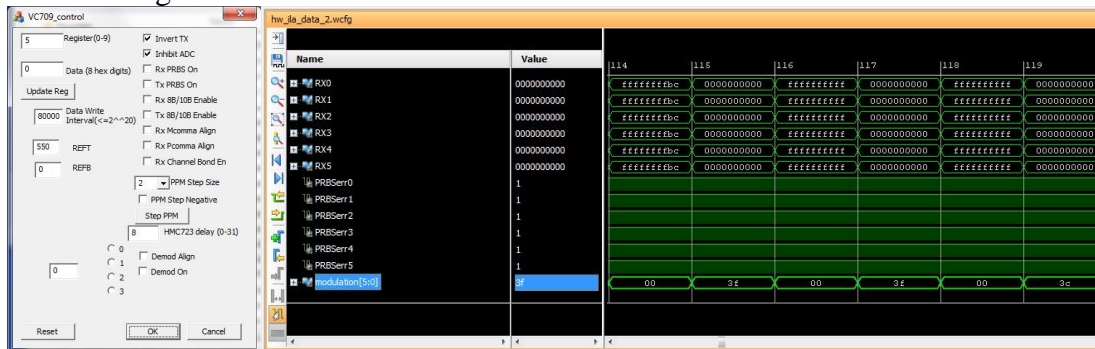 VC709_control
5 Register(0-9)
Invert TX
Inhibit ADC
0 Data (8 hex digits)
Rx PRBS On
Tx PRBS On
Update Reg
Rx 8B/10B Enable
80000 Data Write Interval(<=2^^20)
Tx 8B/10B Enable
Rx Mcomma Align
550 REFT
Rx Pcomma Align
0 REFB
Rx Channel Bond En
2 PPM Step Size
PPM Step Negative
Step PPM
8 HMC723 delay (0-31)
0
1
2
3
0
Demod Align
Demod On
Reset OK Cancel
hw_ila_data_2.wcfg
Name Value 114 115 116 117 118 119
RX0 0000000000 ffffffffbc 0000000000 ffffffffff 0000000000 ffffffffff 0000000000
RX1 0000000000 ffffffffbc 0000000000 ffffffffff 0000000000 ffffffffff 0000000000
RX2 0000000000 ffffffffbc 0000000000 ffffffffff 0000000000 ffffffffff 0000000000
RX3 0000000000 ffffffffbc 0000000000 ffffffffff 0000000000 ffffffffff 0000000000
RX4 0000000000 ffffffffbc 0000000000 ffffffffff 0000000000 ffffffffff 0000000000
RX5 0000000000 ffffffffbc 0000000000 ffffffffff 0000000000 ffffffffff 0000000000
PRBSerr0 1
PRBSerr1 1
PRBSerr2 1
PRBSerr3 1
PRBSerr4 1
PRBSerr5 1
modulation[5:0] 3f 00 3f 00 3f 00 3c